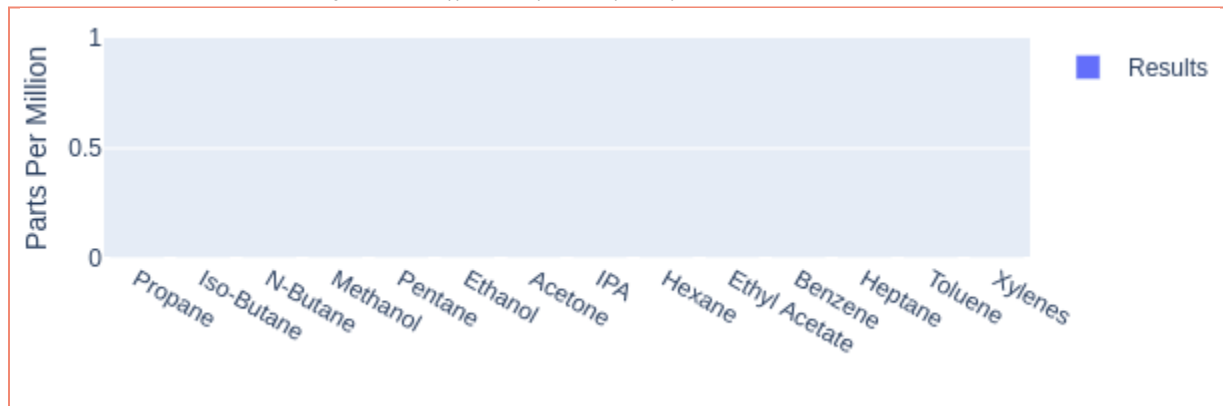 1
Results
Parts Per Million
0.5
0
Propane
Iso-Butane
N-Butane
Methanol
Pentane
Ethanol
Acetone
IPA
Hexane
Ethyl Acetate
Benzene
Heptane
Toluene
Xylenes